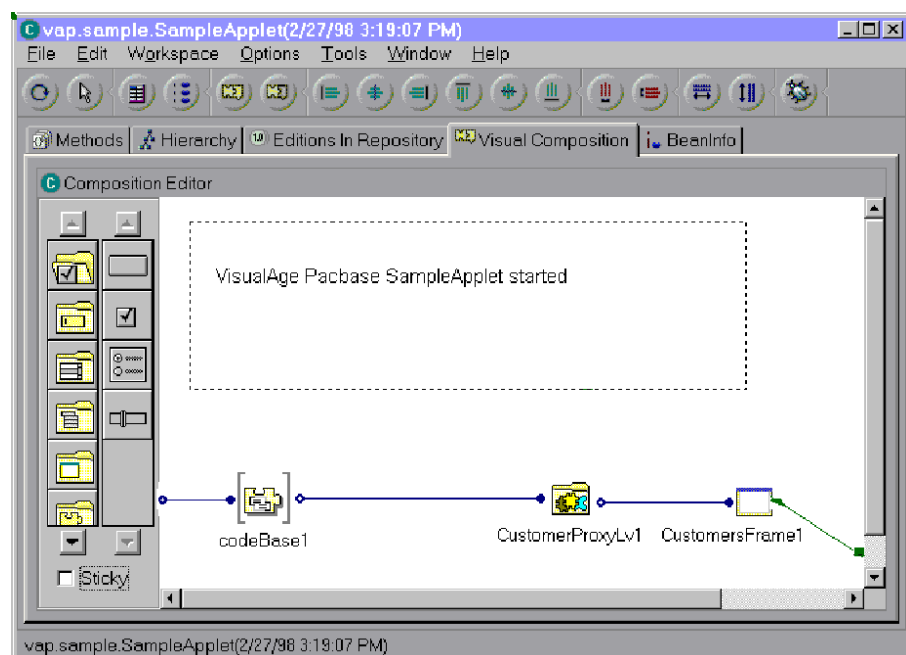 vap.sample.SampleApplet(2/27/98 3:19:07 PM)
File Edit Workspace Options Tools Window Help
Methods Hierarchy Editions In Repository Visual Composition BeanInfo
Composition Editor
VisualAge Pacbase SampleApplet started
codeBase1 CustomerProxyLv1 CustomersFrame1
Sticky
vap.sample.SampleApplet(2/27/98 3:19:07 PM)